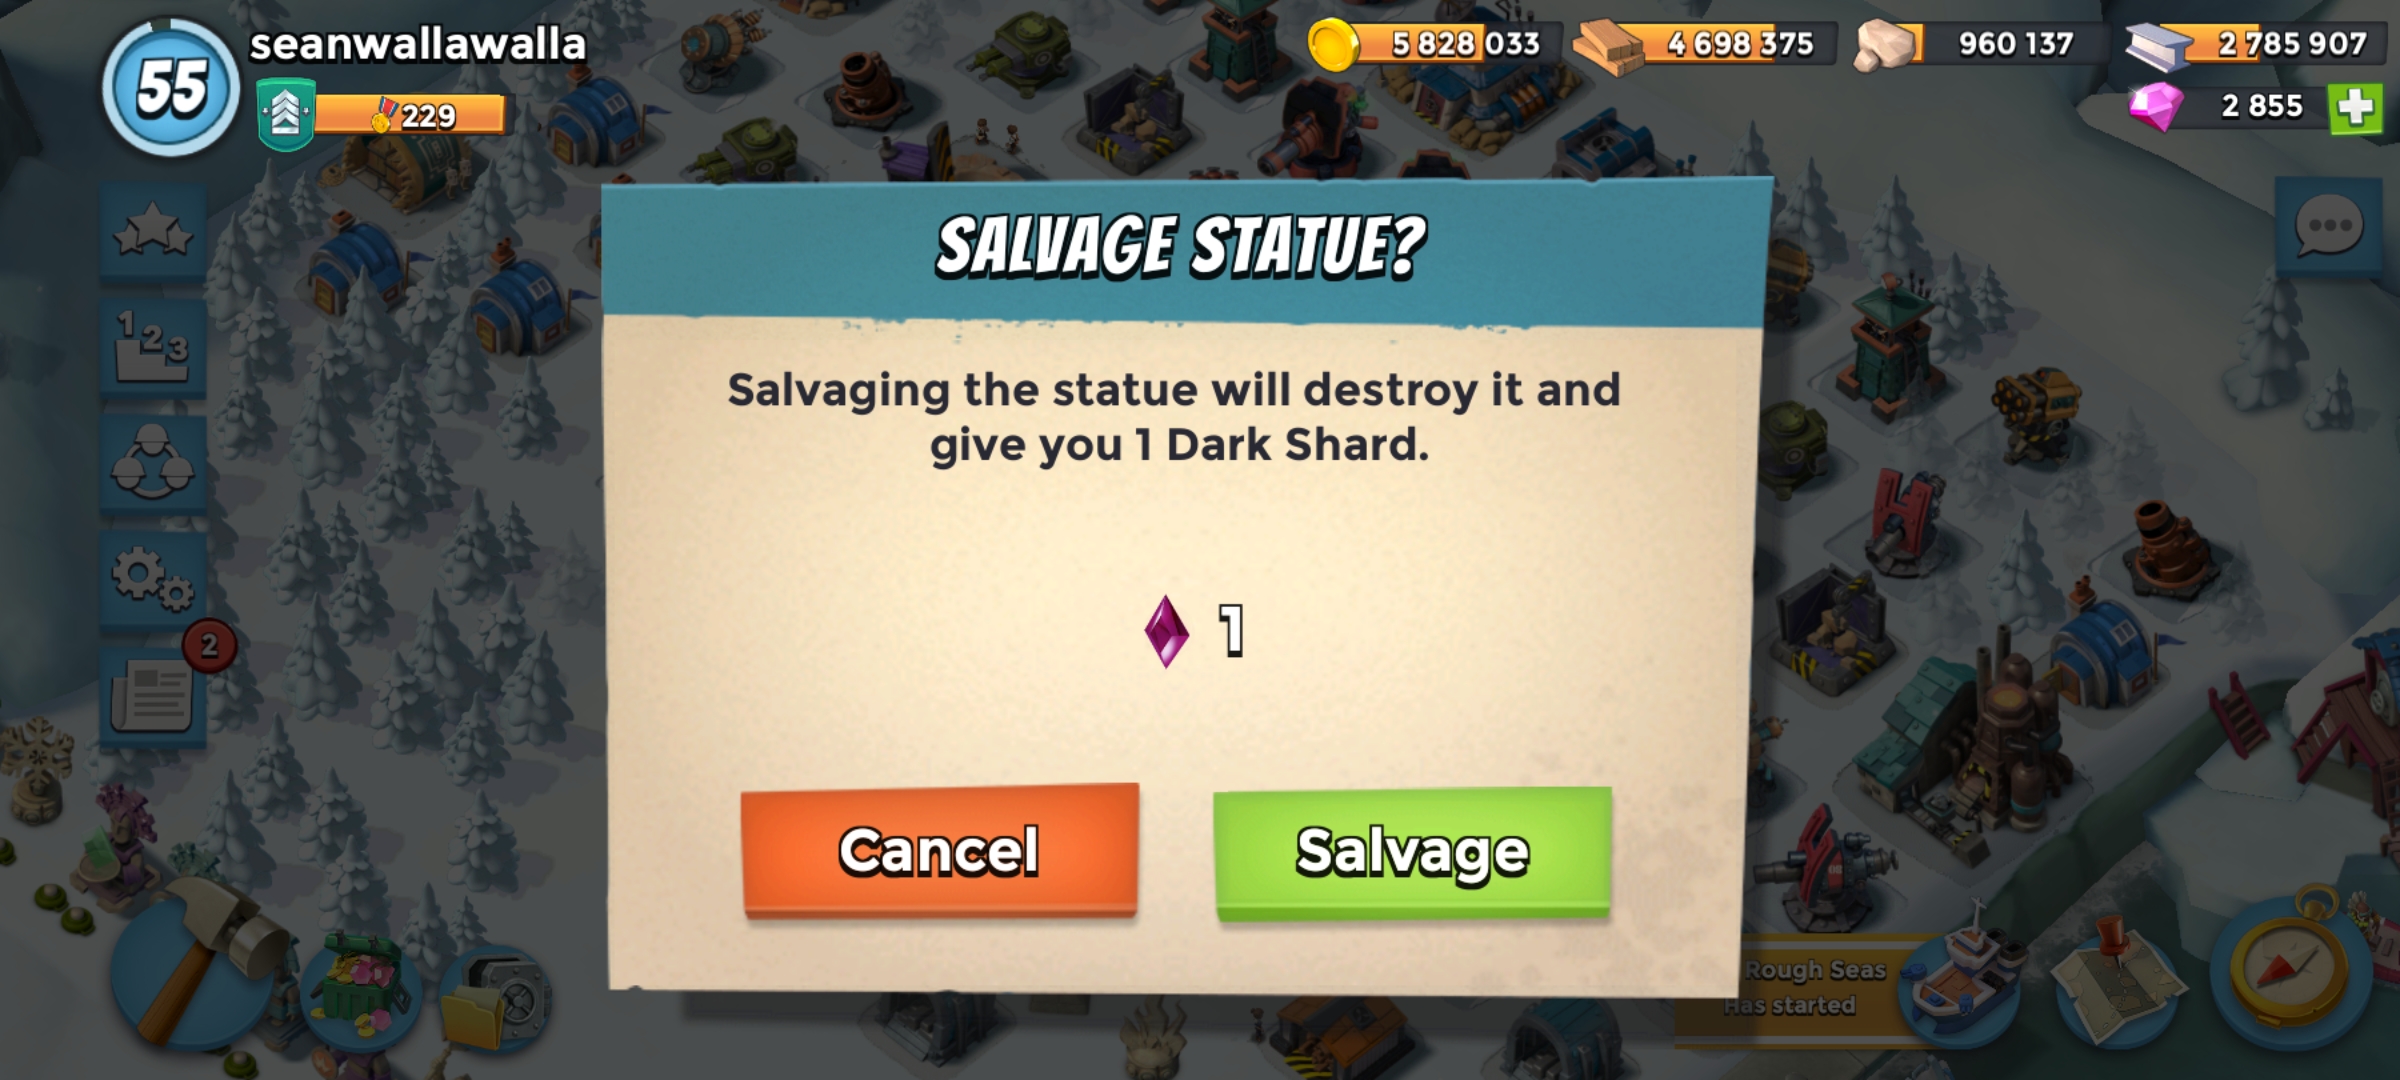 55
seanwallawalla
229
5 828 033
4 698 375
960 137
2 785 907
2 855
1 2 3
2
SALVAGE STATUE?
Salvaging the statue will destroy it and
give you 1 Dark Shard.
1
Cancel
Salvage
Rough Seas
Has started